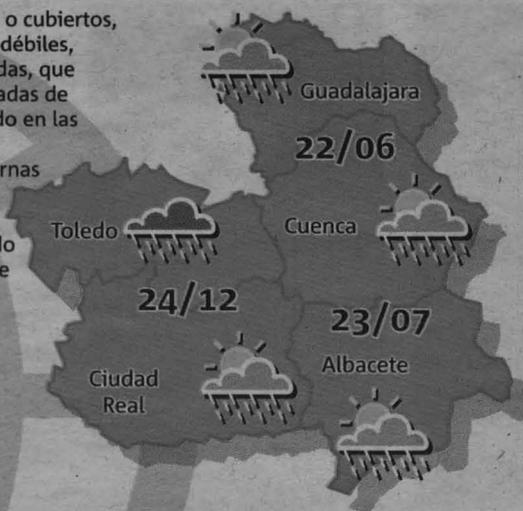 o cubiertos,
débiles,
das, que
adas de
do en las
rnas
do
e
Guadalajara
22/06
Toledo
Cuenca
24/12
23/07
Ciudad
Real
Albacete